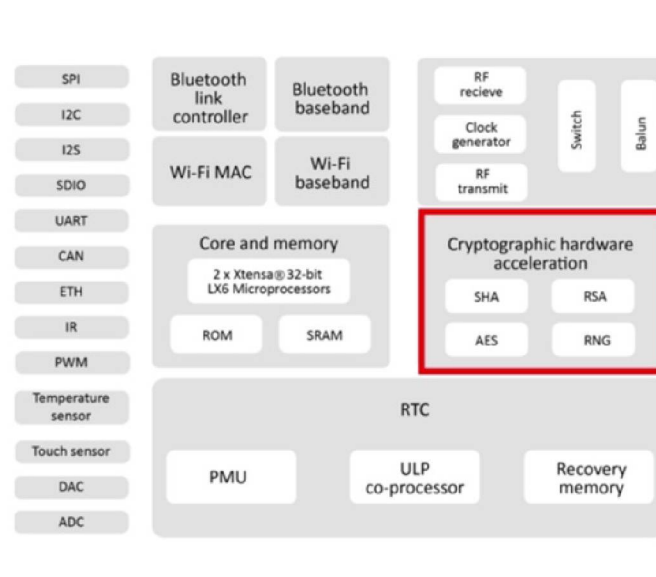 SPI
I2C
I2S
SDIO
UART
CAN
ETH
IR
PWM
Temperature
sensor
Touch sensor
DAC
ADC
Bluetooth
link
controller
Bluetooth
baseband
Wi-Fi MAC
Wi-Fi
baseband
RF
recieve
Clock
generator
RF
transmit
Switch
Balun
Core and memory
2 x Xtensa® 32-bit
LX6 Microprocessors
ROM
SRAM
Cryptographic hardware
acceleration
SHA
RSA
AES
RNG
RTC
PMU
ULP
co-processor
Recovery
memory